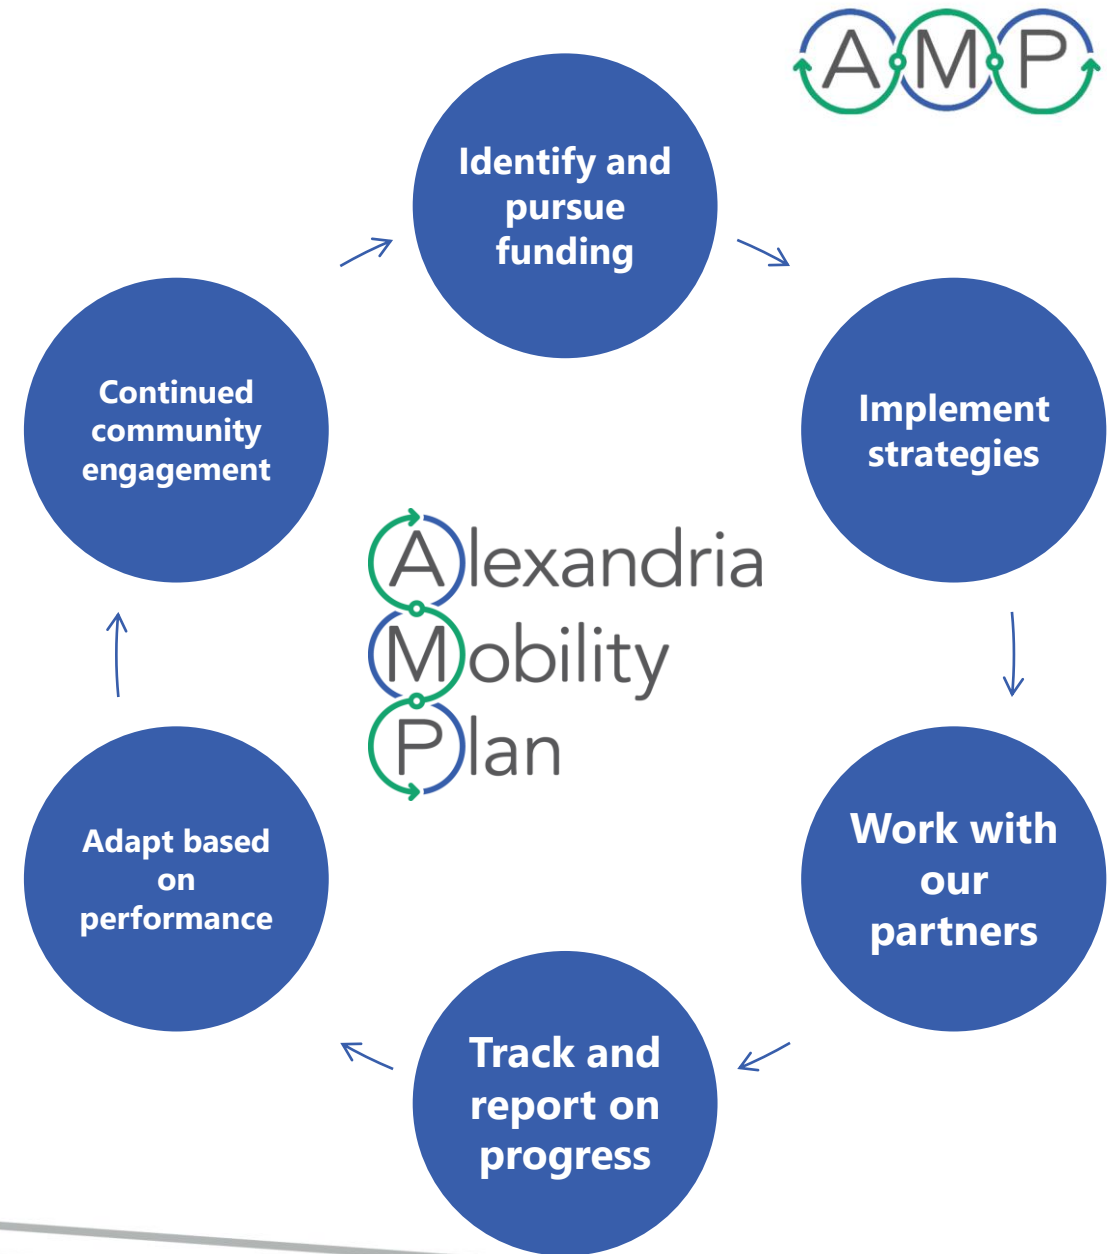 AMP
Identify and
pursue
funding
Continued
community
engagement
Implement
strategies
Alexandria
Mobility
Plan
Adapt based
on
performance
Work with
our
partners
Track and
report on
progress